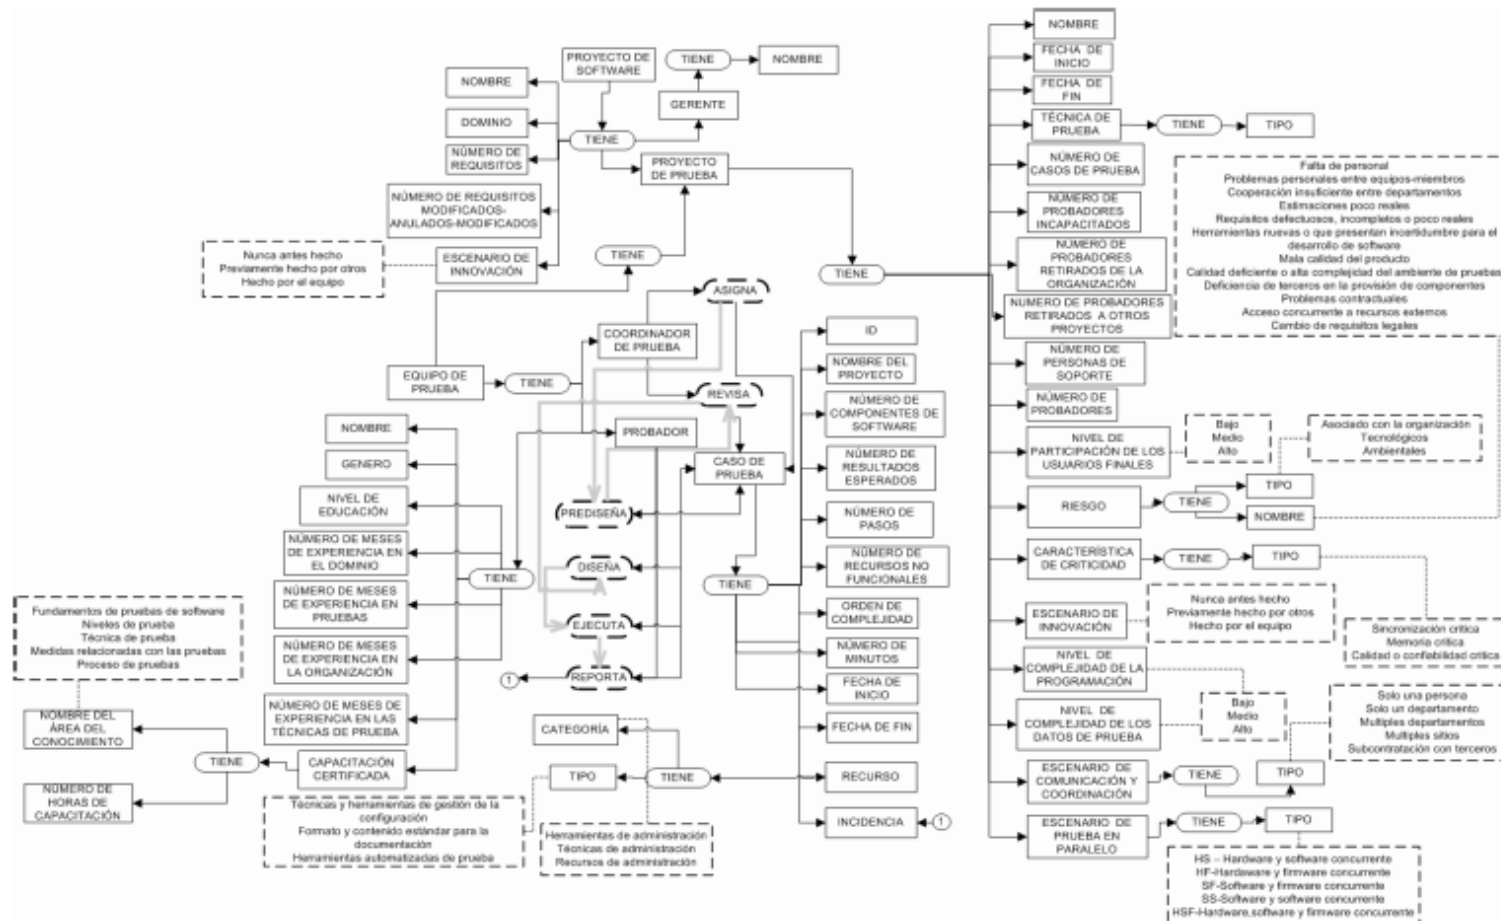 PROYECTO DE
SOFTWARE
TIENE
NOMBRE
GERENTE
NOMBRE
DOMINIO
NÚMERO DE
REQUISITOS
TIENE
NÚMERO DE REQUISITOS
MODIFICADOS-
ANULADOS-MODIFICADOS
ESCENARIO DE
INNOVACIÓN
Nunca antes hecho
Previamente hecho por otros
Hecho por el equipo
PROYECTO
DE PRUEBA
TIENE
ASIGNA
COORDINADOR
DE PRUEBA
EQUIPO DE
PRUEBA
TIENE
REVISA
PROBADOR
CASO DE
PRUEBA
PREDISEÑA
DISEÑA
EJECUTA
REPORTA
1
TIENE
NOMBRE
GENERO
NIVEL DE
EDUCACIÓN
NÚMERO DE MESES
DE EXPERIENCIA EN
EL DOMINIO
NÚMERO DE MESES
DE EXPERIENCIA EN
PRUEBAS
NÚMERO DE MESES
DE EXPERIENCIA EN
LA ORGANIZACIÓN
NÚMERO DE MESES DE
EXPERIENCIA EN LAS
TÉCNICAS DE PRUEBA
CAPACITACIÓN
CERTIFICADA
TIENE
Fundamentos de pruebas de software
Niveles de prueba
Técnica de prueba
Medidas relacionadas con las pruebas
Proceso de pruebas
NOMBRE DEL
ÁREA DEL
CONOCIMIENTO
NÚMERO DE
HORAS DE
CAPACITACIÓN
TIENE
ID
NOMBRE DEL
PROYECTO
NÚMERO DE
COMPONENTES DE
SOFTWARE
NÚMERO DE
RESULTADOS
ESPERADOS
NÚMERO DE
PASOS
NÚMERO DE
RECURSOS NO
FUNCIONALES
ORDEN DE
COMPLEJIDAD
NÚMERO DE
MINUTOS
FECHA DE
INICIO
FECHA DE FIN
RECURSO
INCIDENCIA
1
CATEGORÍA
TIPO
TIENE
Técnicas y herramientas de gestión de la
configuración
Formato y contenido estándar para la
documentación
Herramientas automatizadas de prueba
Herramientas de administración
Técnicas de administración
Recursos de administración
TIENE
NOMBRE
FECHA DE
INICIO
FECHA DE
FIN
TÉCNICA DE
PRUEBA
TIENE
TIPO
NÚMERO DE
CASOS DE PRUEBA
NÚMERO DE
PROBADORES
INCAPACITADOS
NÚMERO DE
PROBADORES
RETIRADOS DE LA
ORGANIZACIÓN
NUMERO DE PROBADORES
RETIRADOS A OTROS
PROYECTOS
NÚMERO DE
PERSONAS DE
SOPORTE
NÚMERO DE
PROBADORES
NIVEL DE
PARTICIPACIÓN DE LOS
USUARIOS FINALES
Bajo
Medio
Alto
Falta de personal
Problemas personales entre equipos-miembros
Cooperación insuficiente entre departamentos
Estimaciones poco reales
Requisitos defectuosos, incompletos o poco reales
Herramientas nuevas o que presentan incertidumbre para el
desarrollo de software
Mala calidad del producto
Calidad deficiente o alta complejidad del ambiente de pruebas
Deficiencia de terceros en la provisión de componentes
Problemas contractuales
Acceso concurrente a recursos externos
Cambio de requisitos legales
Asociado con la organización
Tecnológicos
Ambientales
RIESGO
TIENE
TIPO
NOMBRE
CARACTERÍSTICA
DE CRITICIDAD
TIENE
TIPO
ESCENARIO DE
INNOVACIÓN
Nunca antes hecho
Previamente hecho por otros
Hecho por el equipo
Sincronización crítica
Memoria crítica
Calidad o confiabilidad crítica
NIVEL DE
COMPLEJIDAD DE LA
PROGRAMACIÓN
NIVEL DE
COMPLEJIDAD DE LOS
DATOS DE PRUEBA
Bajo
Medio
Alto
Solo una persona
Solo un departamento
Multiples departamentos
Multiples sitios
Subcontratación con terceros
ESCENARIO DE
COMUNICACIÓN Y
COORDINACIÓN
TIENE
TIPO
ESCENARIO DE
PRUEBA EN
PARALELO
TIENE
TIPO
HS – Hardware y software concurrente
HF-Hardaware y firmware concurrente
SF-Software y firmware concurrente
SS-Software y software concurrente
HSF-Hardware,software y firmware concurrente